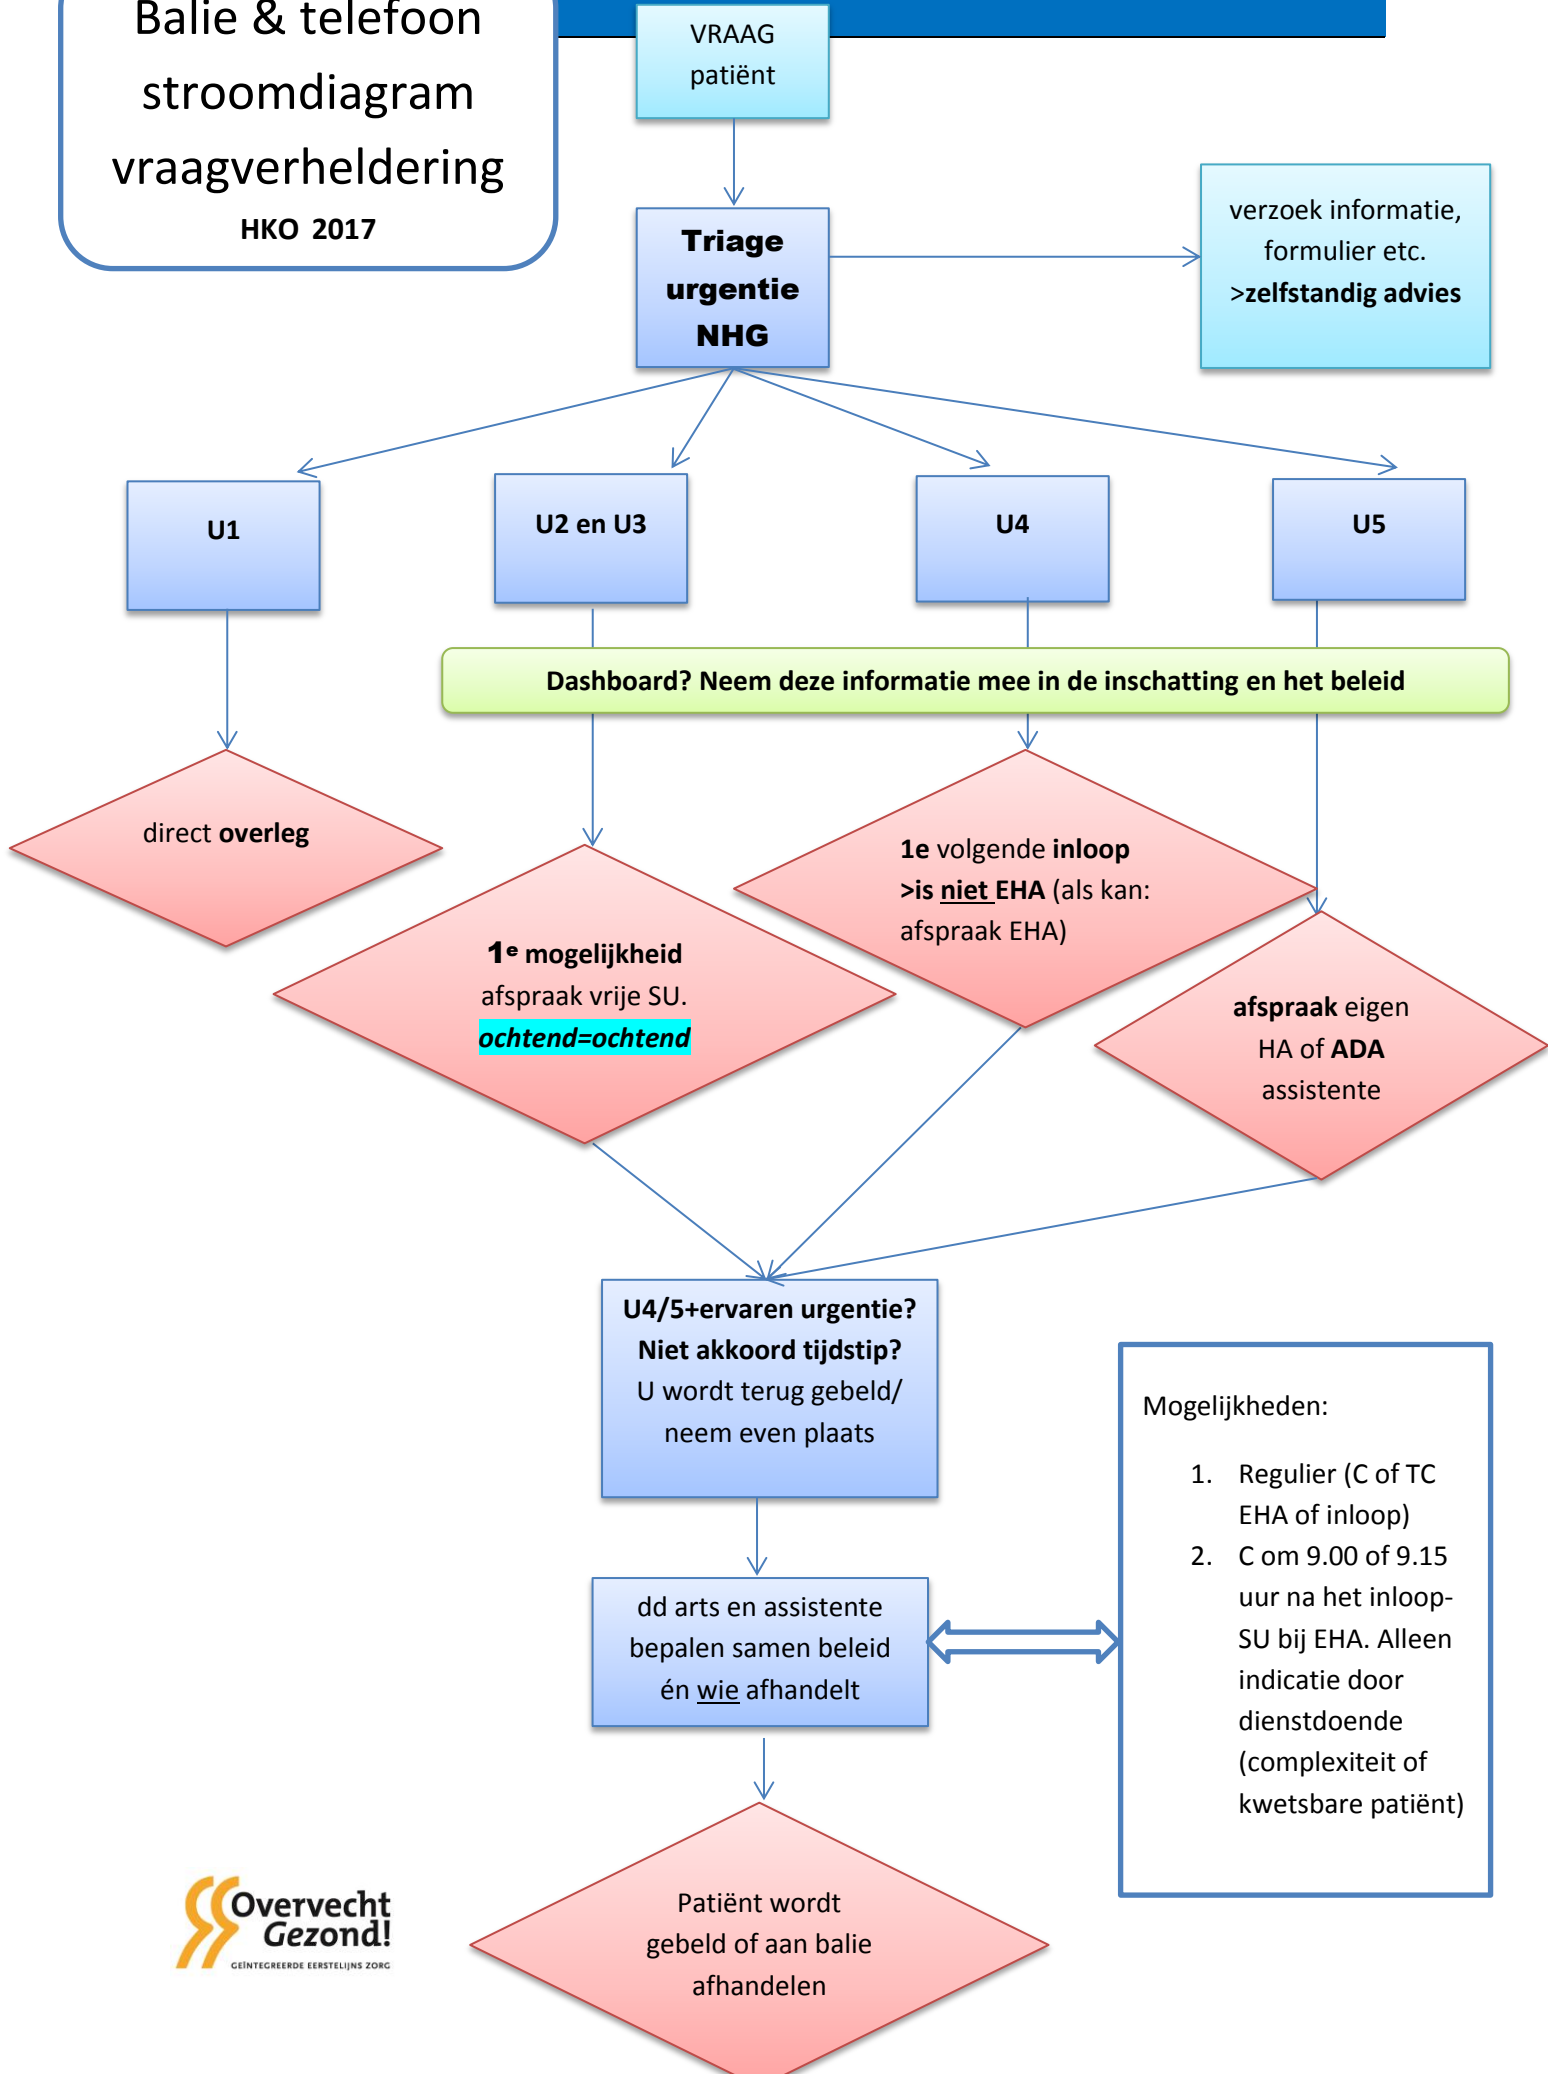 Balie & telefoon
stroomdiagram
vraagverheldering
HKO 2017
VRAAG
patiënt
Triage
urgentie
NHG
verzoek informatie,
formulier etc.
>zelfstandig advies
U1
U2 en U3
U4
U5
Dashboard? Neem deze informatie mee in de inschatting en het beleid
direct overleg
1e mogelijkheid
afspraak vrije SU.
ochtend=ochtend
1e volgende inloop
>is niet EHA (als kan:
afspraak EHA)
afspraak eigen
HA of ADA
assistente
U4/5+ervaren urgentie?
Niet akkoord tijdstip?
U wordt terug gebeld/
neem even plaats
Mogelijkheden:
1. Regulier (C of TC
EHA of inloop)
2. C om 9.00 of 9.15
uur na het inloop-
SU bij EHA. Alleen
indicatie door
dienstdoende
(complexiteit of
kwetsbare patiënt)
dd arts en assistente
bepalen samen beleid
én wie afhandelt
Patiënt wordt
gebeld of aan balie
afhandelen
Overvecht
Gezond!
GEÏNTEGREERDE EERSTELIJNS ZORG